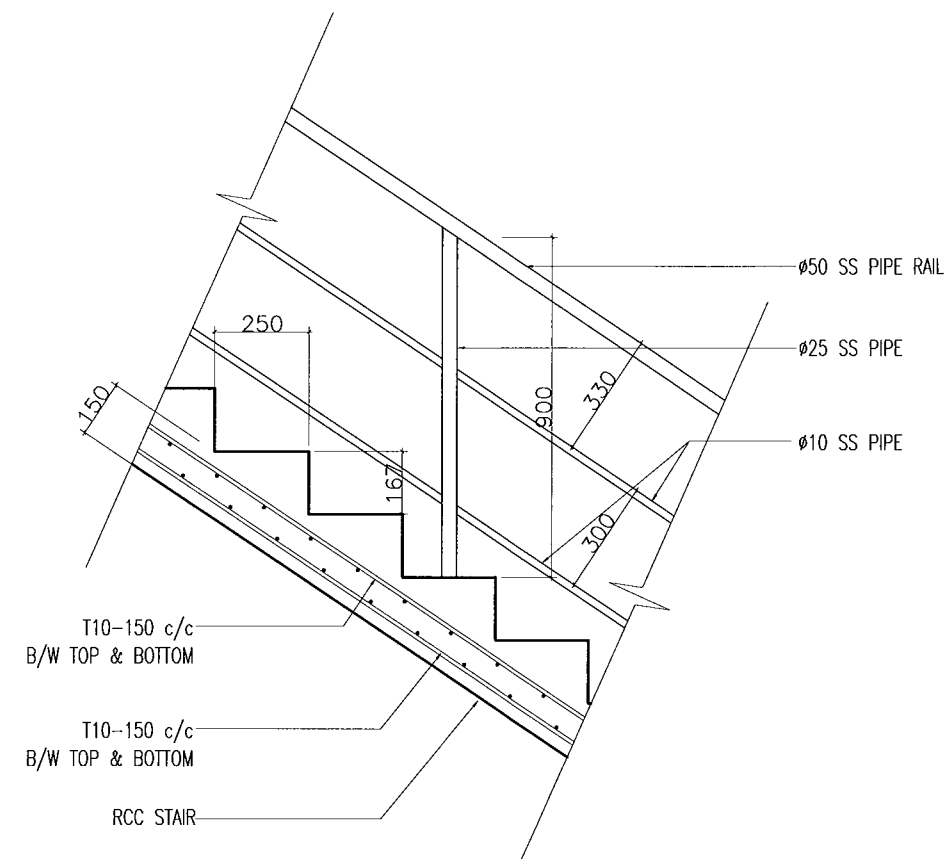 ø50 SS PIPE RAIL
250
ø25 SS PIPE
900
330
150
ø10 SS PIPE
167
300
T10-150 c/c
B/W TOP & BOTTOM
T10-150 c/c
B/W TOP & BOTTOM
RCC STAIR